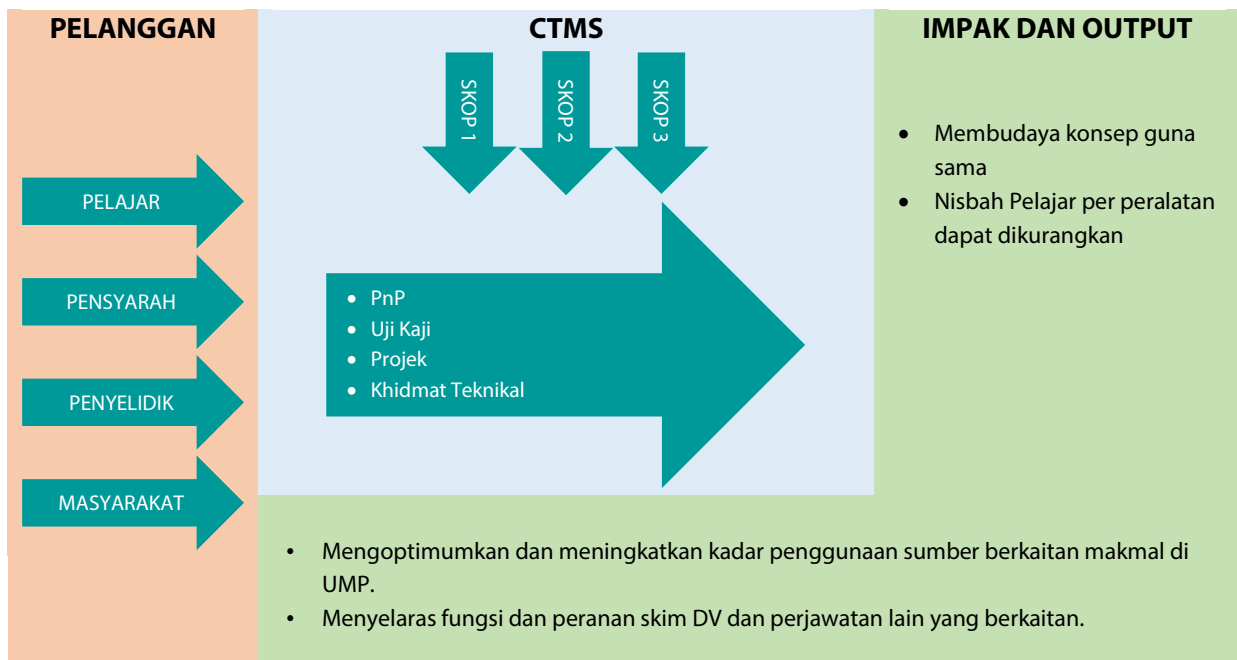 PELANGGAN
CTMS
IMPAK DAN OUTPUT
PELAJAR
PENSYARAH
PENYELIDIK
MASYARAKAT
SKOP 1
SKOP 2
SKOP 3
• PnP
• Uji Kaji
• Projek
• Khidmat Teknikal
• Membudaya konsep guna
sama
• Nisbah Pelajar per peralatan
dapat dikurangkan
• Mengoptimumkan dan meningkatkan kadar penggunaan sumber berkaitan makmal di
UMP.
• Menyelaras fungsi dan peranan skim DV dan perjawatan lain yang berkaitan.